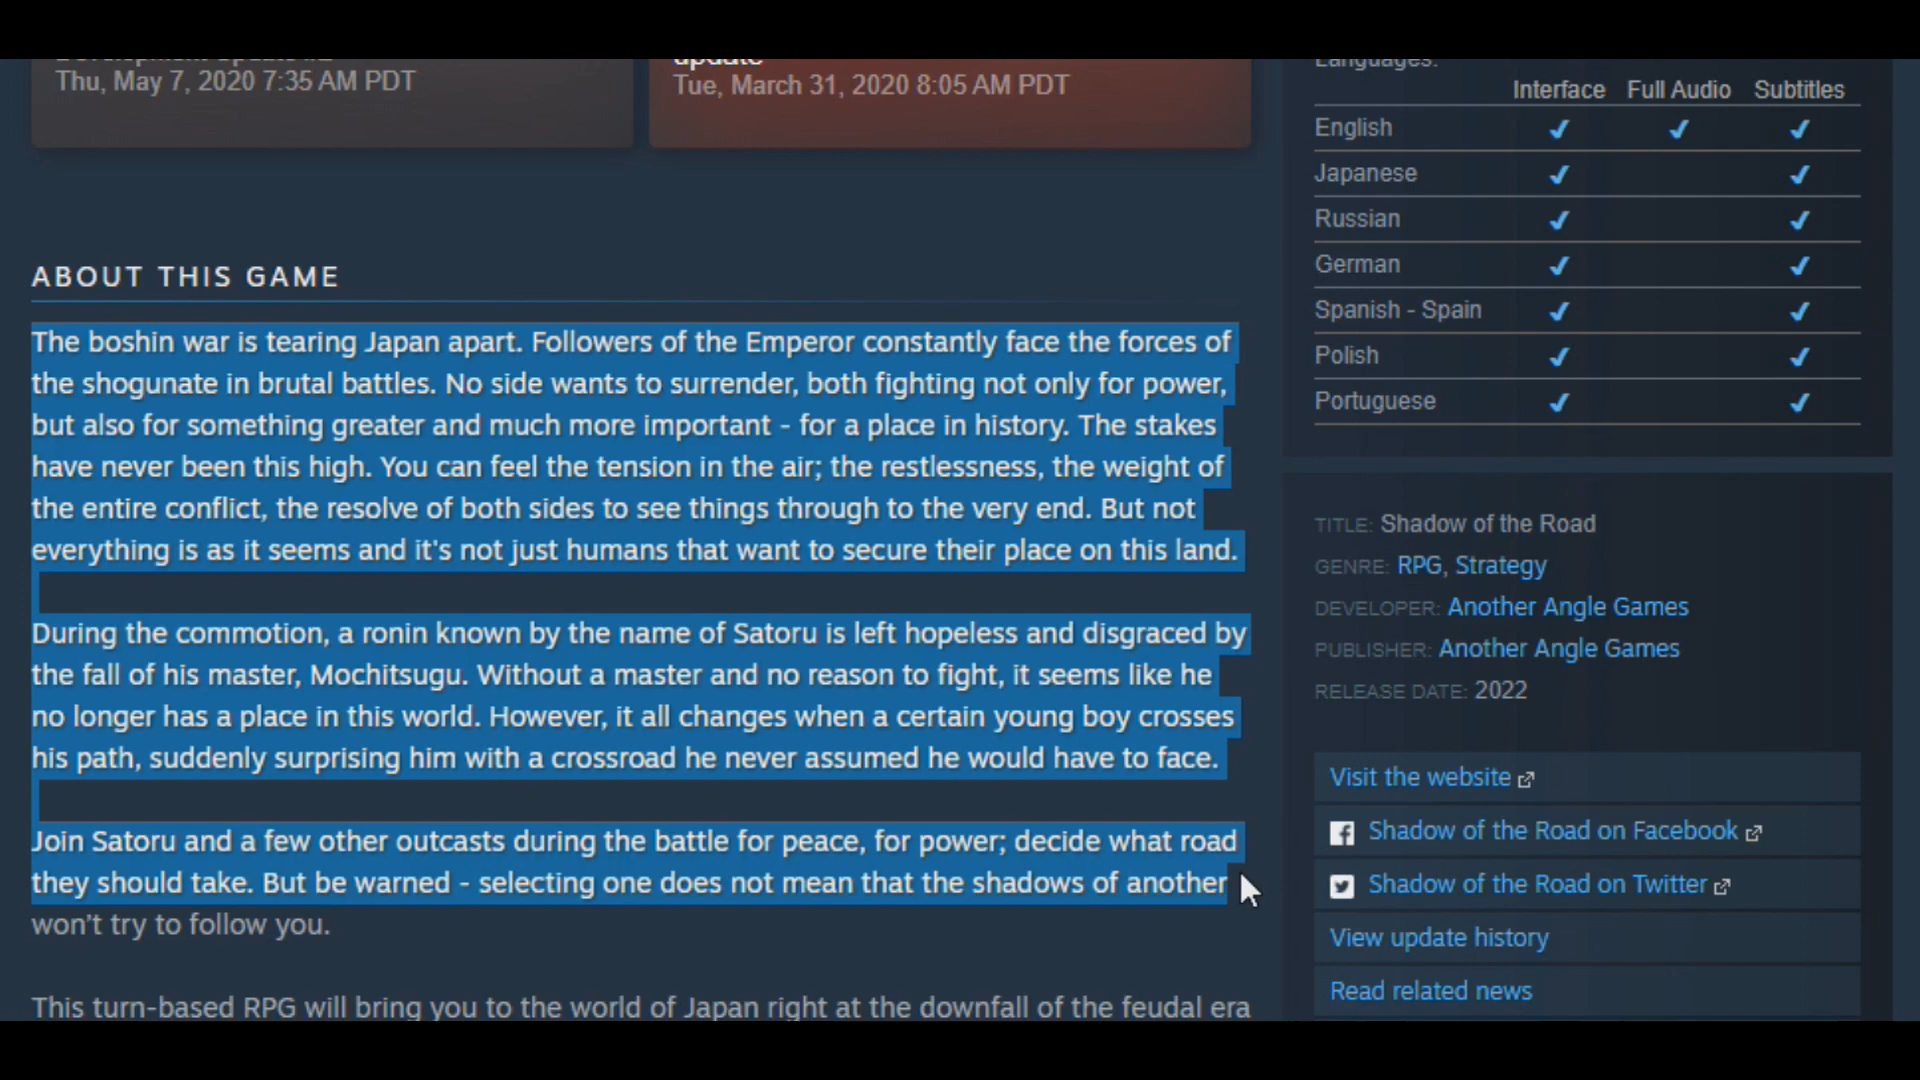 Thu, May 7, 2020 7:35 AM PDT
update
Tue, March 31, 2020 8:05 AM PDT
ABOUT THIS GAME
The boshin war is tearing Japan apart. Followers of the Emperor constantly face the forces of
the shogunate in brutal battles. No side wants to surrender, both fighting not only for power,
but also for something greater and much more important - for a place in history. The stakes
have never been this high. You can feel the tension in the air; the restlessness, the weight of
the entire conflict, the resolve of both sides to see things through to the very end. But not
everything is as it seems and it's not just humans that want to secure their place on this land.
During the commotion, a ronin known by the name of Satoru is left hopeless and disgraced by
the fall of his master, Mochitsugu. Without a master and no reason to fight, it seems like he
no longer has a place in this world. However, it all changes when a certain young boy crosses
his path, suddenly surprising him with a crossroad he never assumed he would have to face.
Join Satoru and a few other outcasts during the battle for peace, for power; decide what road
they should take. But be warned - selecting one does not mean that the shadows of another
won't try to follow you.
This turn-based RPG will bring you to the world of Japan right at the downfall of the feudal era
Languages:
Interface Full Audio Subtitles
English ✔ ✔ ✔
Japanese ✔ ✔
Russian ✔ ✔
German ✔ ✔
Spanish - Spain ✔ ✔
Polish ✔ ✔
Portuguese ✔ ✔
TITLE: Shadow of the Road
GENRE: RPG, Strategy
DEVELOPER: Another Angle Games
PUBLISHER: Another Angle Games
RELEASE DATE: 2022
Visit the website
Shadow of the Road on Facebook
Shadow of the Road on Twitter
View update history
Read related news